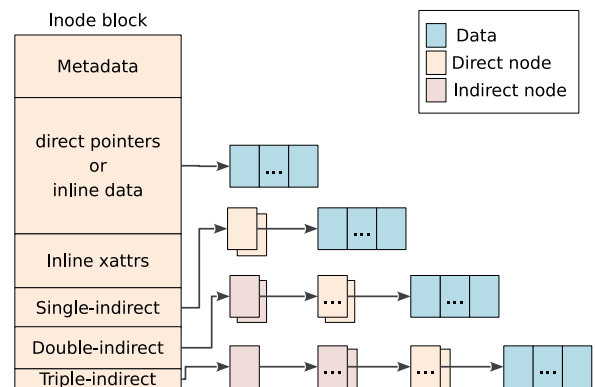 Inode block
Metadata
direct pointers
or
inline data
Inline xattrs
Single-indirect
Double-indirect
Triple-indirect
Data
Direct node
Indirect node
...
...
...
...
...
...
...